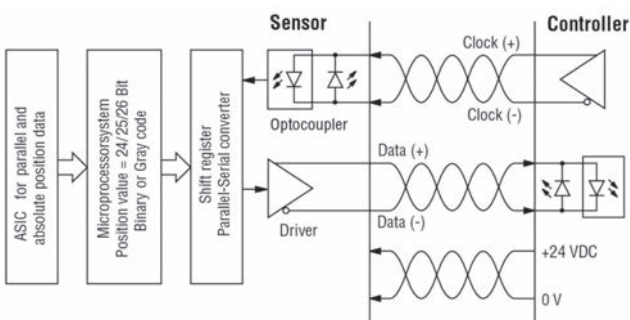 Sensor
Controller
ASIC for parallel and
absolute position data
Microprocessorsystem
Position value = 24/25/26 Bit
Binary or Gray code
Shift register
Parallel-Serial converter
Optocoupler
Clock (+)
Clock (-)
Data (+)
Data (-)
Driver
+24 VDC
0 V